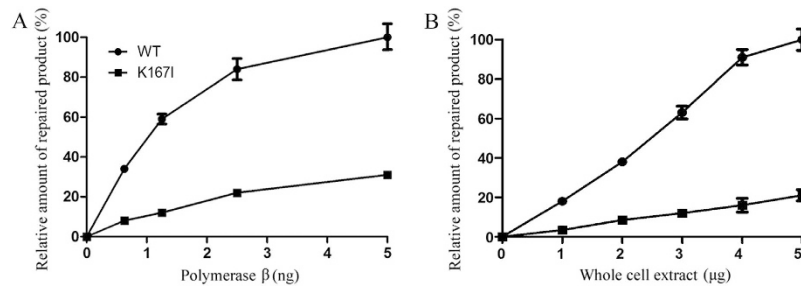 A
Relative amount of repaired product (%)
100
80
60
40
20
0
WT
K167I
0 1 2 3 4 5
Polymerase β (ng)
B
Relative amount of repaired product (%)
100
80
60
40
20
0
0 1 2 3 4 5
Whole cell extract (μg)